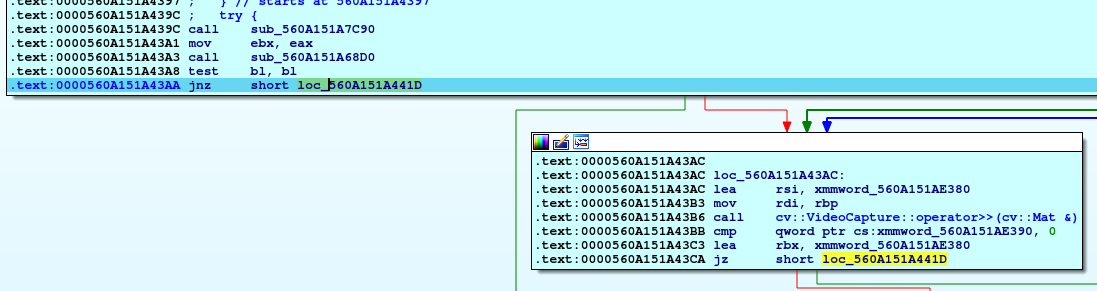 .text:0000560A151A4397 ;   } // starts at 560A151A4397
.text:0000560A151A439C ;   try {
.text:0000560A151A439C call    sub_560A151A7C90
.text:0000560A151A43A1 mov     ebx, eax
.text:0000560A151A43A3 call    sub_560A151A68D0
.text:0000560A151A43A8 test    bl, bl
.text:0000560A151A43AA jnz     short loc_560A151A441D
.text:0000560A151A43AC
.text:0000560A151A43AC loc_560A151A43AC:
.text:0000560A151A43AC lea     rsi, xmmword_560A151AE380
.text:0000560A151A43B3 mov     rdi, rbp
.text:0000560A151A43B6 call    cv::VideoCapture::operator>>(cv::Mat &)
.text:0000560A151A43BB cmp     qword ptr cs:xmmword_560A151AE390, 0
.text:0000560A151A43C3 lea     rbx, xmmword_560A151AE380
.text:0000560A151A43CA jz      short loc_560A151A441D